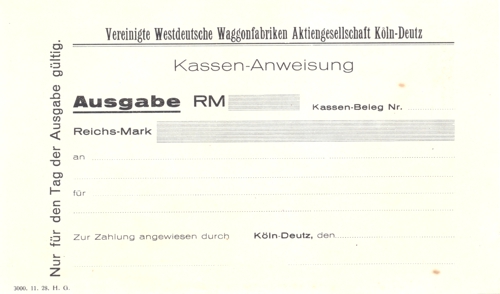 Vereinigte Westdeutsche Waggonfabriken Aktiengesellschaft Köln-Deutz
Kassen-Anweisung
Ausgabe RM Kassen-Beleg Nr.
Reichs-Mark
an
für
Zur Zahlung angewiesen durch Köln-Deutz, den
Nur für den Tag der Ausgabe gültig.
3000. 11. 28. H. G.